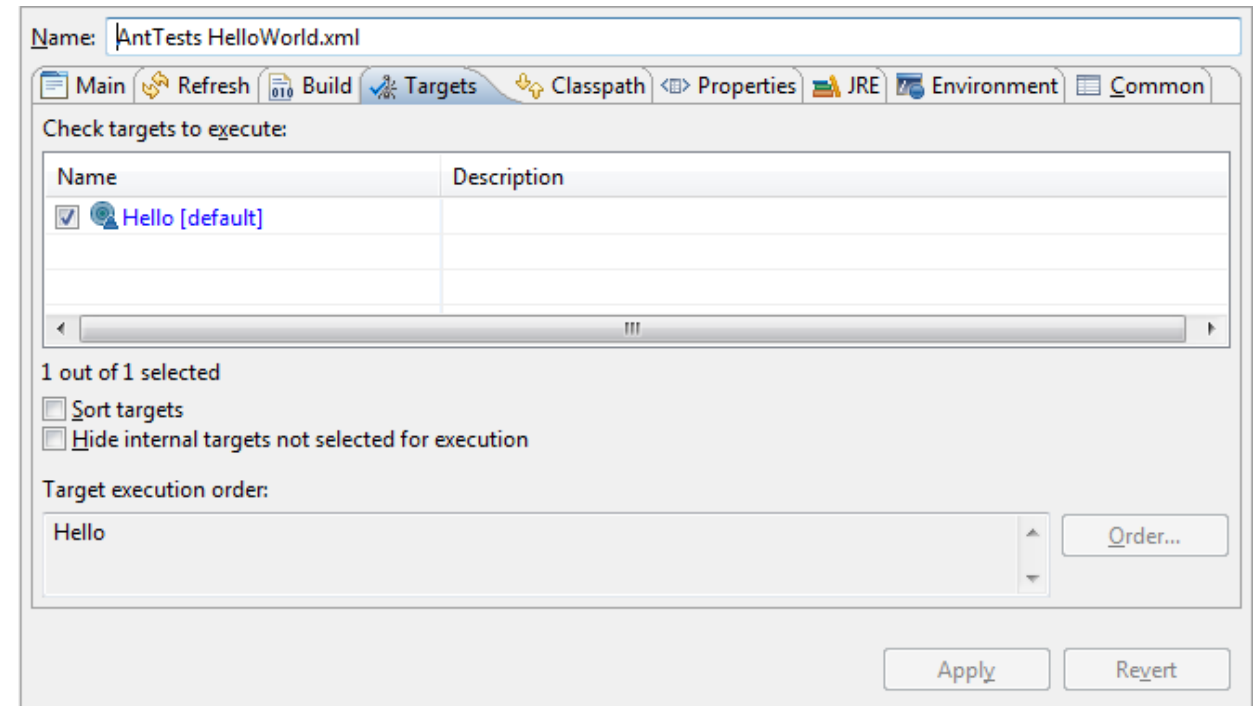 Name: AntTests HelloWorld.xml
Main Refresh Build Targets Classpath Properties JRE Environment Common
Check targets to execute:
Name Description
Hello [default]
1 out of 1 selected
Sort targets
Hide internal targets not selected for execution
Target execution order:
Hello
Order...
Apply Revert